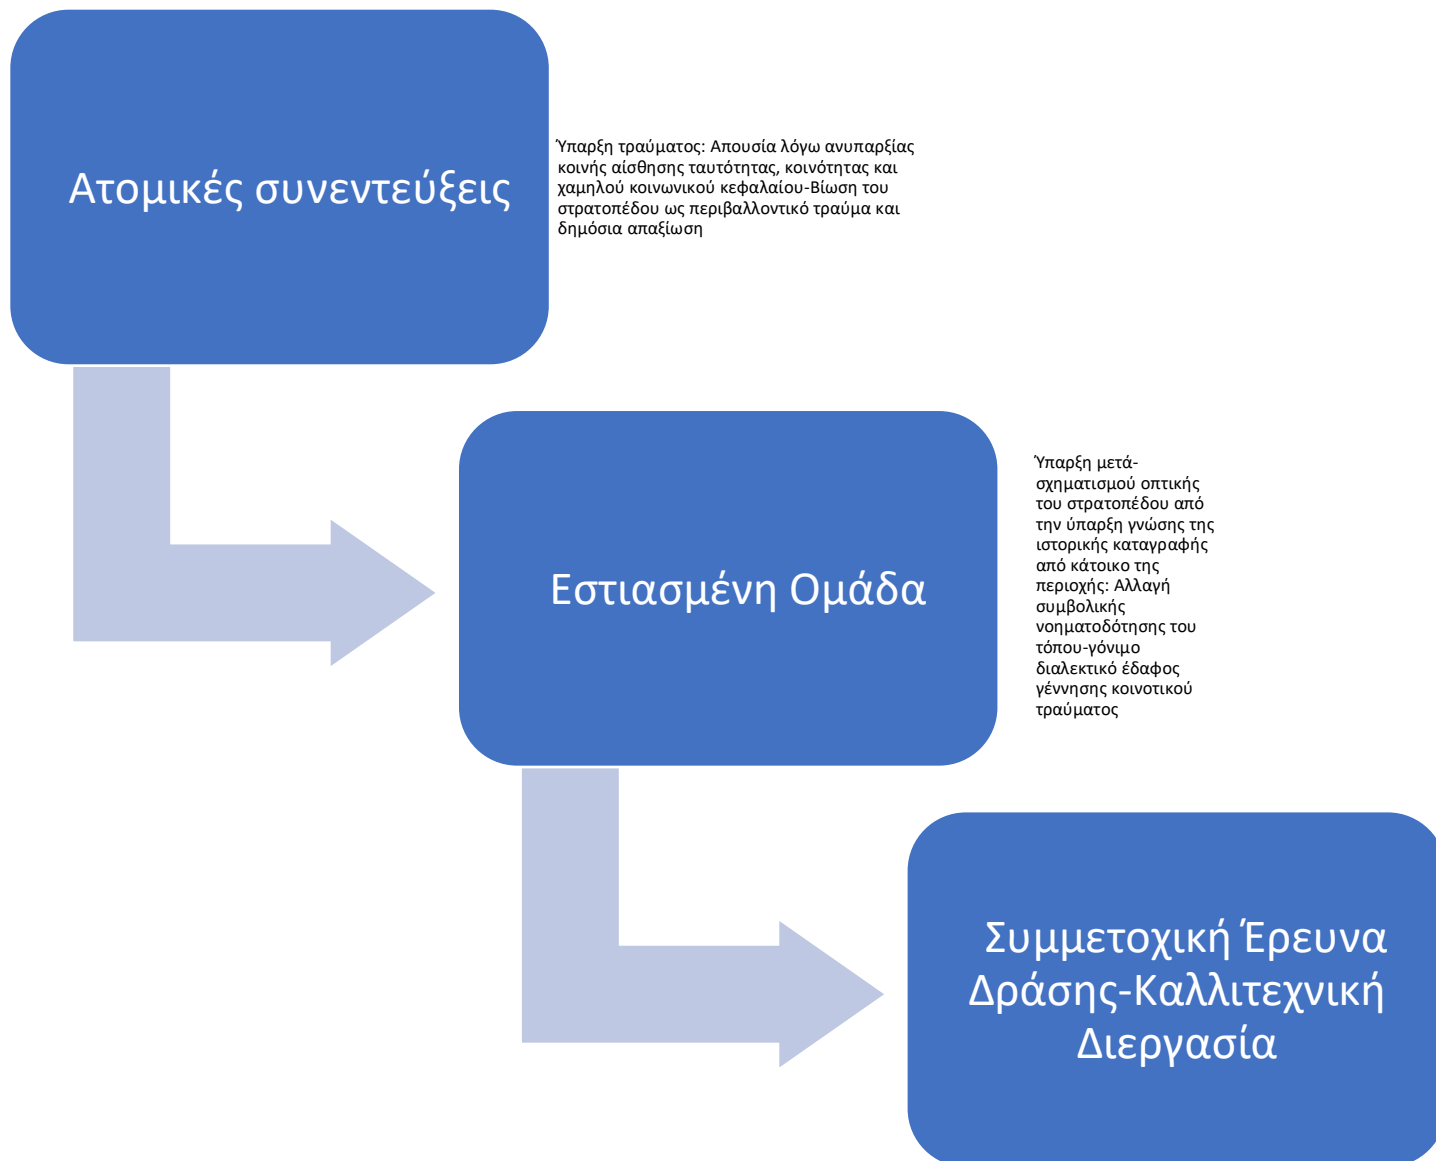 Ατομικές συνεντεύξεις
Ύπαρξη τραύματος: Απουσία λόγω ανυπαρξίας
κοινής αίσθησης ταυτότητας, κοινότητας και
χαμηλού κοινωνικού κεφαλαίου-Βίωση του
στρατοπέδου ως περιβαλλοντικό τραύμα και
δημόσια απαξίωση
Εστιασμένη Ομάδα
Ύπαρξη μετά-
σχηματισμού οπτικής
του στρατοπέδου από
την ύπαρξη γνώσης της
ιστορικής καταγραφής
από κάτοικο της
περιοχής: Αλλαγή
συμβολικής
νοηματοδότησης του
τόπου-γόνιμο
διαλεκτικό έδαφος
γέννησης κοινοτικού
τραύματος
Συμμετοχική Έρευνα
Δράσης-Καλλιτεχνική
Διεργασία